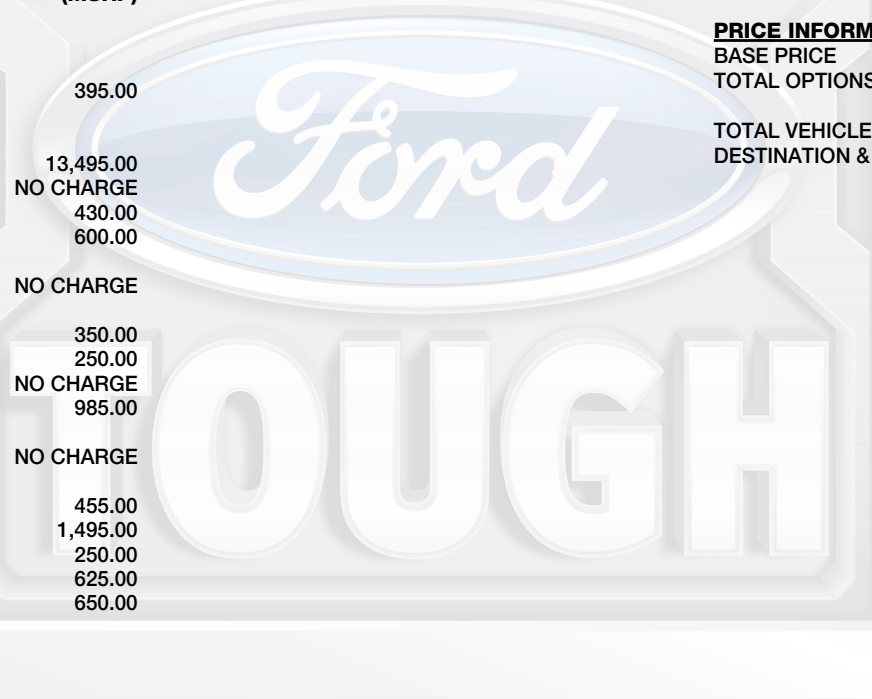 395.00
13,495.00
NO CHARGE
430.00
600.00
NO CHARGE
350.00
250.00
NO CHARGE
985.00
NO CHARGE
455.00
1,495.00
250.00
625.00
650.00
PRICE
BASE PRICE
TOTAL OPTIONS
TOTAL VEHICLE
DESTINATION &
Ford
TOUGH